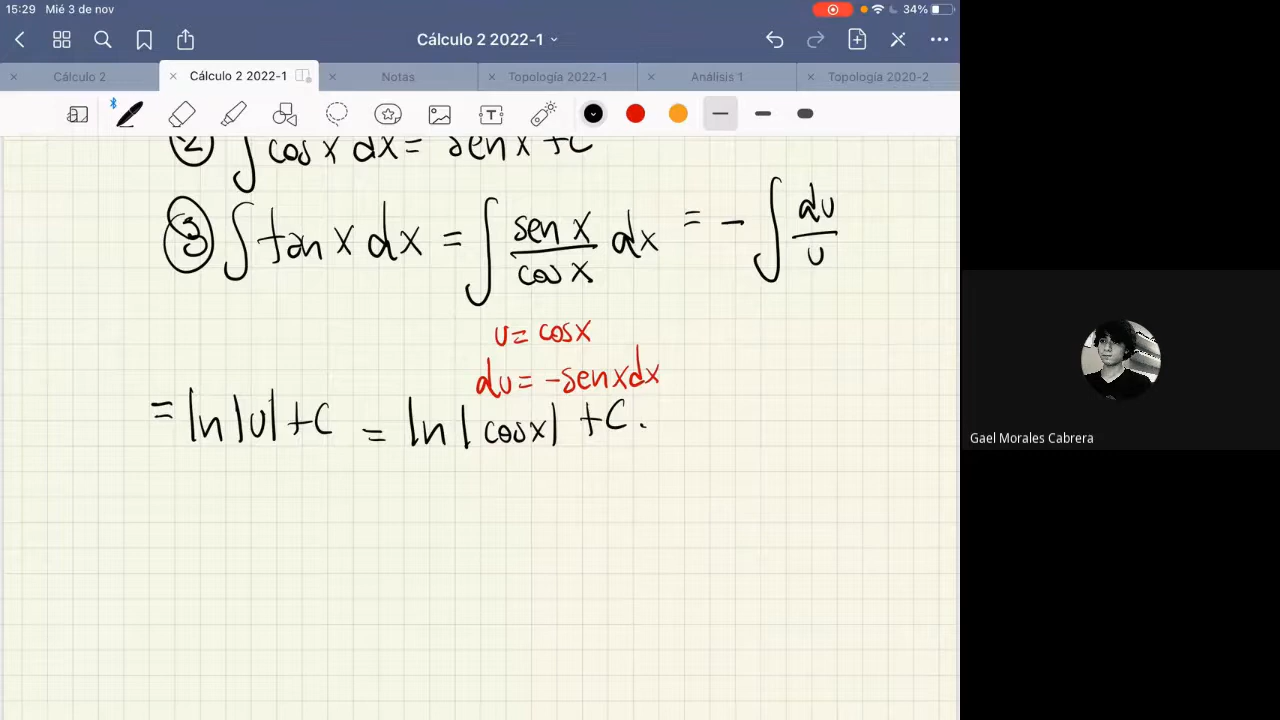 15:29 Mié 3 de nov
34%
Cálculo 2 2022-1
Cálculo 2
Cálculo 2 2022-1
Notas
Topología 2022-1
Análisis 1
Topología 2020-2
② ∫ cos x dx = sen x + C
③ ∫ tan x dx = ∫ sen x / cos x dx = - ∫ du / u
u = cos x
du = -sen x dx
= ln |u| + C = ln | cos x | + C .
Gael Morales Cabrera